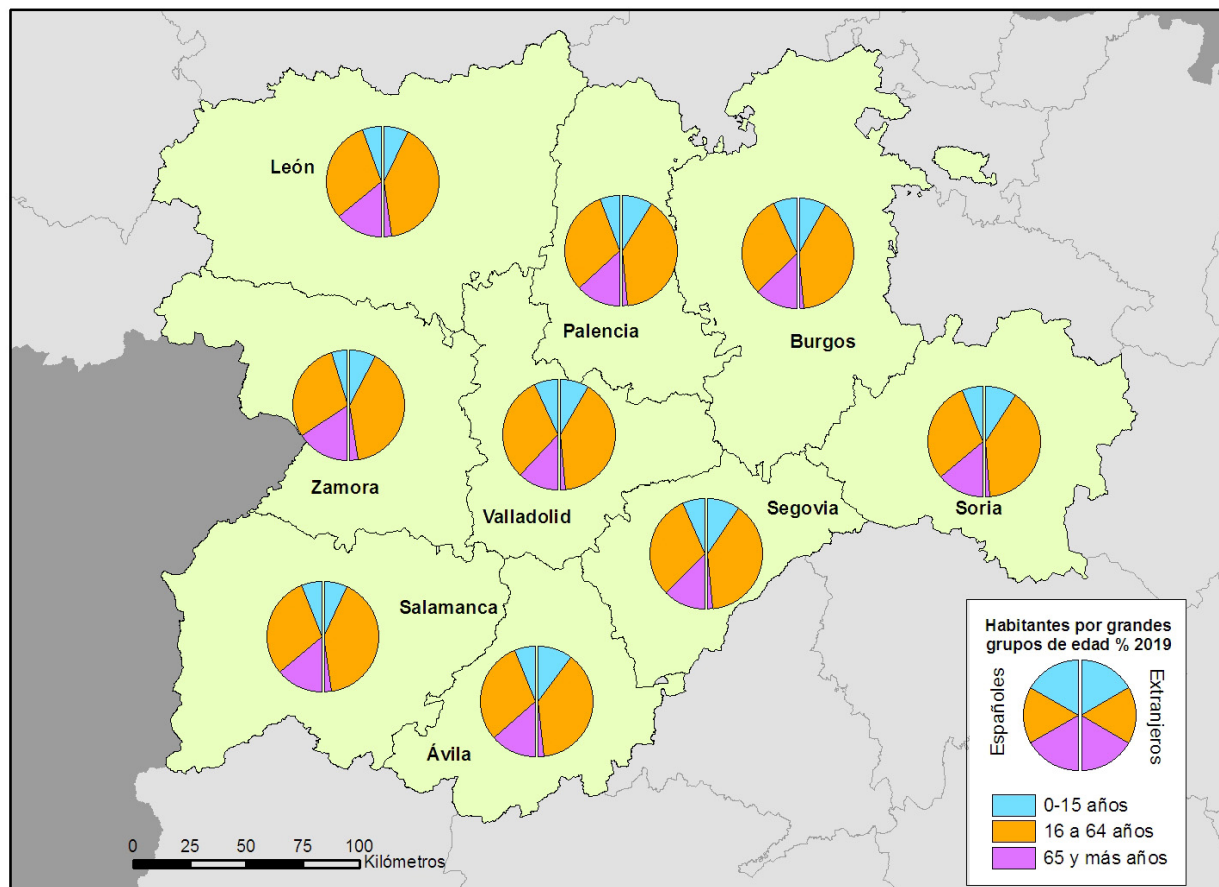 León
Palencia
Burgos
Zamora
Valladolid
Segovia
Soria
Salamanca
Ávila
Habitantes por grandes
grupos de edad % 2019
Españoles
Extranjeros
0-15 años
16 a 64 años
65 y más años
0 25 50 75 100
Kilómetros